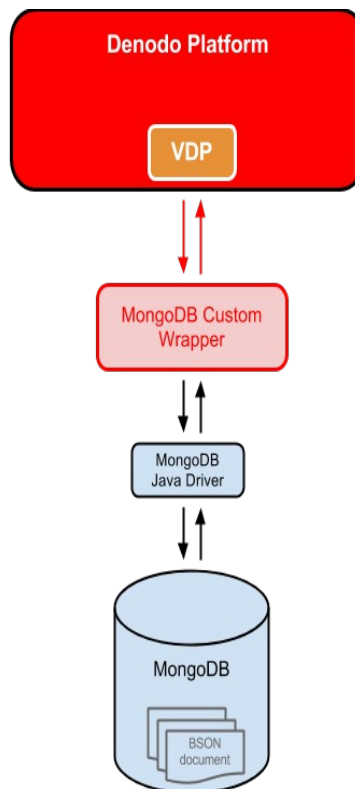 Denodo Platform
VDP
MongoDB Custom
Wrapper
MongoDB
Java Driver
MongoDB
BSON
document